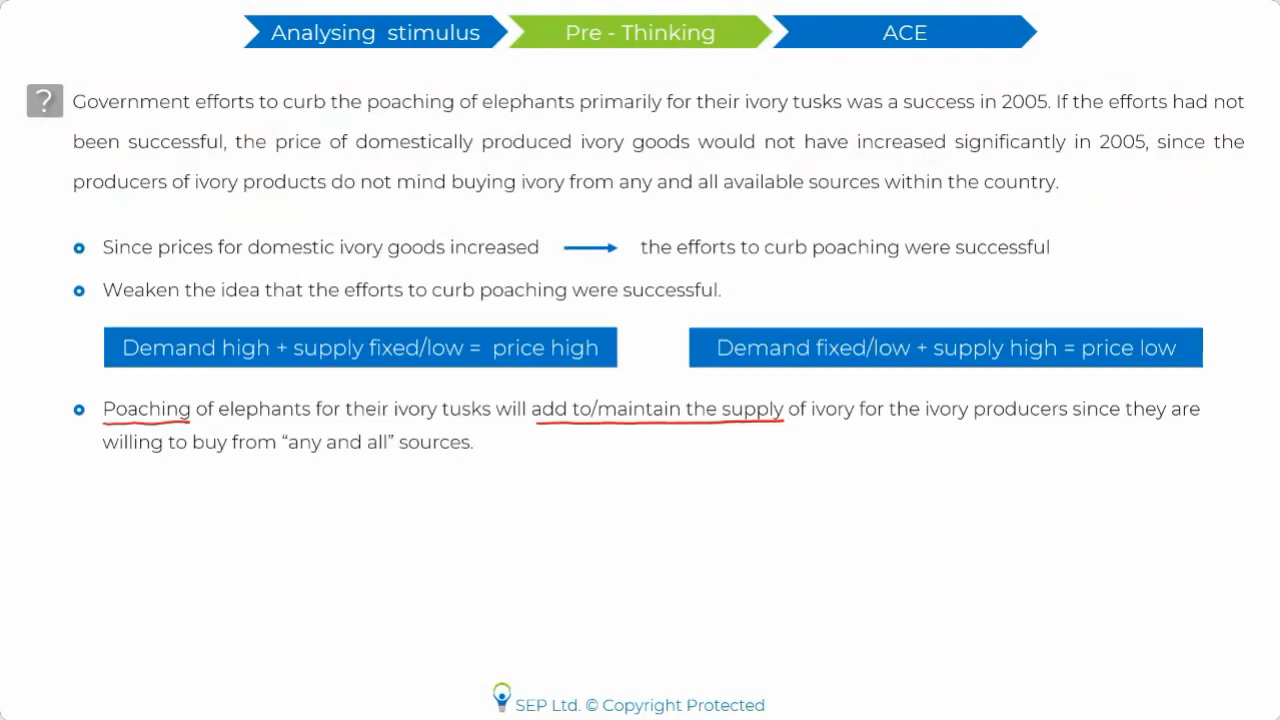 Analysing stimulus
Pre - Thinking
ACE
?
Government efforts to curb the poaching of elephants primarily for their ivory tusks was a success in 2005. If the efforts had not
been successful, the price of domestically produced ivory goods would not have increased significantly in 2005, since the
producers of ivory products do not mind buying ivory from any and all available sources within the country.
Since prices for domestic ivory goods increased
the efforts to curb poaching were successful
Weaken the idea that the efforts to curb poaching were successful.
Demand high + supply fixed/low = price high
Demand fixed/low + supply high = price low
Poaching of elephants for their ivory tusks will add to/maintain the supply of ivory for the ivory producers since they are
willing to buy from “any and all” sources.
SEP Ltd. © Copyright Protected